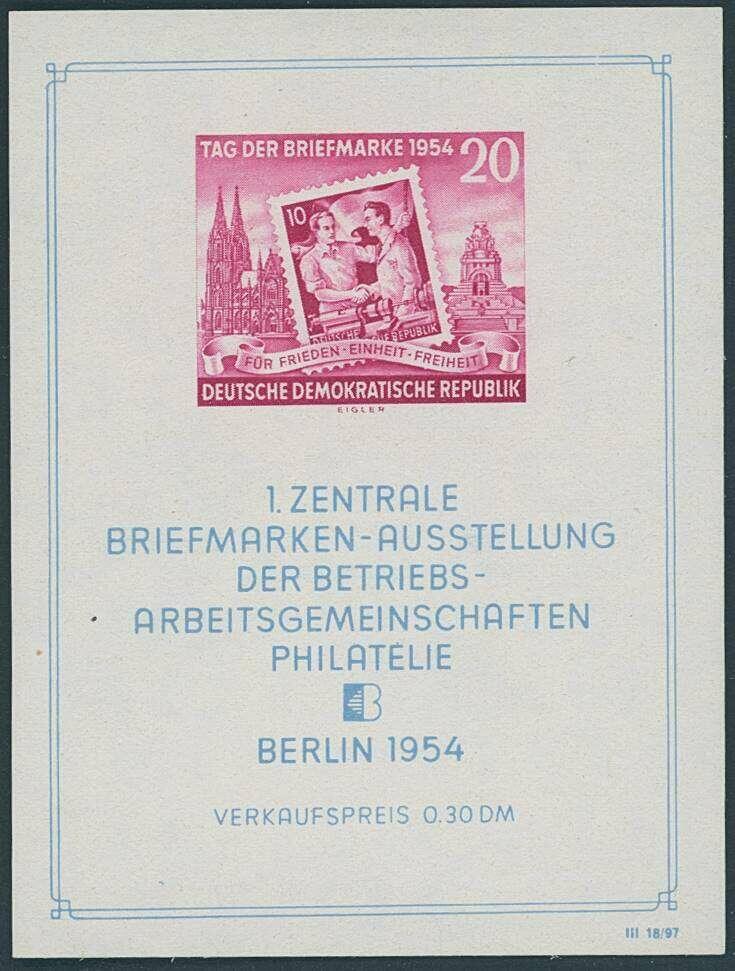 TAG DER BRIEFMARKE 1954 20
10
DEUTSCHE REPUBLIK
FÜR FRIEDEN · EINHEIT · FREIHEIT
DEUTSCHE DEMOKRATISCHE REPUBLIK
EIGLER
1. ZENTRALE
BRIEFMARKEN-AUSSTELLUNG
DER BETRIEBS-
ARBEITSGEMEINSCHAFTEN
PHILATELIE
B
BERLIN 1954
VERKAUFSPREIS 0.30 DM
III 18/97